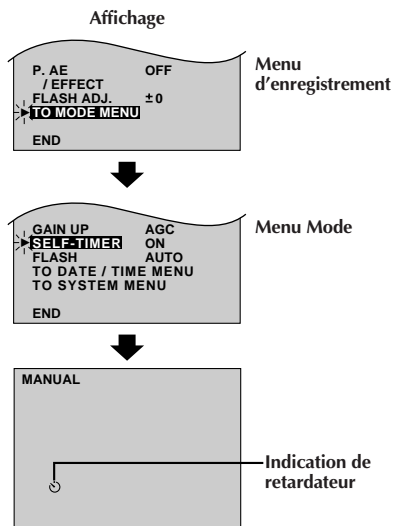 Affichage
P. AE OFF
/ EFFECT
FLASH ADJ. ±0
TO MODE MENU
END
Menu
d'enregistrement
GAIN UP AGC
SELF-TIMER ON
FLASH AUTO
TO DATE / TIME MENU
TO SYSTEM MENU
END
Menu Mode
MANUAL
Indication de
retardateur